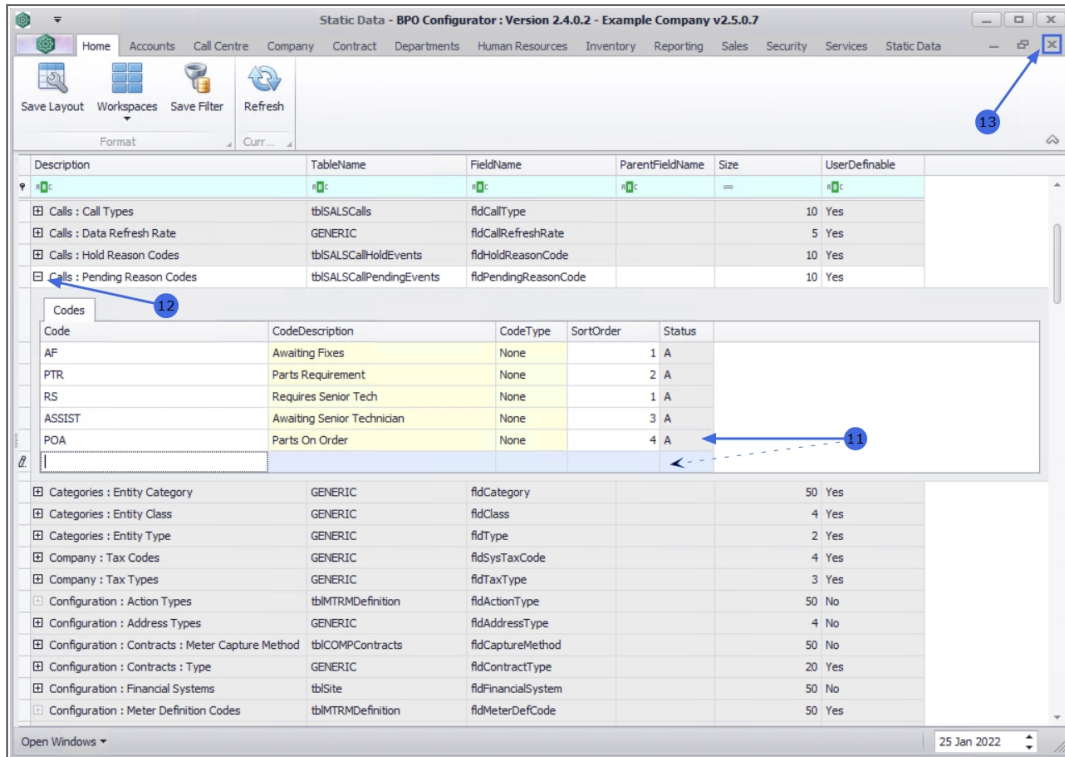 Static Data - BPO Configurator : Version 2.4.0.2 - Example Company v2.5.0.7
Home Accounts Call Centre Company Contract Departments Human Resources Inventory Reporting Sales Security Services Static Data
Save Layout Workspaces Save Filter Refresh
13
Format Curr...
Description TableName FieldName ParentFieldName Size UserDefinable
Calls : Call Types tblSALSCalls fldCallType 10 Yes
Calls : Data Refresh Rate GENERIC fldCallRefreshRate 5 Yes
Calls : Hold Reason Codes tblSALSCallHoldEvents fldHoldReasonCode 10 Yes
Calls : Pending Reason Codes tblSALSCallPendingEvents fldPendingReasonCode 10 Yes
12
Codes
Code CodeDescription CodeType SortOrder Status
AF Awaiting Fixes None 1 A
PTR Parts Requirement None 2 A
RS Requires Senior Tech None 1 A
ASSIST Awaiting Senior Technician None 3 A
POA Parts On Order None 4 A 11
Categories : Entity Category GENERIC fldCategory 50 Yes
Categories : Entity Class GENERIC fldClass 4 Yes
Categories : Entity Type GENERIC fldType 2 Yes
Company : Tax Codes GENERIC fldSysTaxCode 4 Yes
Company : Tax Types GENERIC fldTaxType 3 Yes
Configuration : Action Types tblMTRMDefinition fldActionType 50 No
Configuration : Address Types GENERIC fldAddressType 4 No
Configuration : Contracts : Meter Capture Method tblCOMPContracts fldCaptureMethod 50 No
Configuration : Contracts : Type GENERIC fldContractType 20 Yes
Configuration : Financial Systems tblSite fldFinancialSystem 50 No
Configuration : Meter Definition Codes tblMTRMDefinition fldMeterDefCode 50 Yes
Open Windows 25 Jan 2022